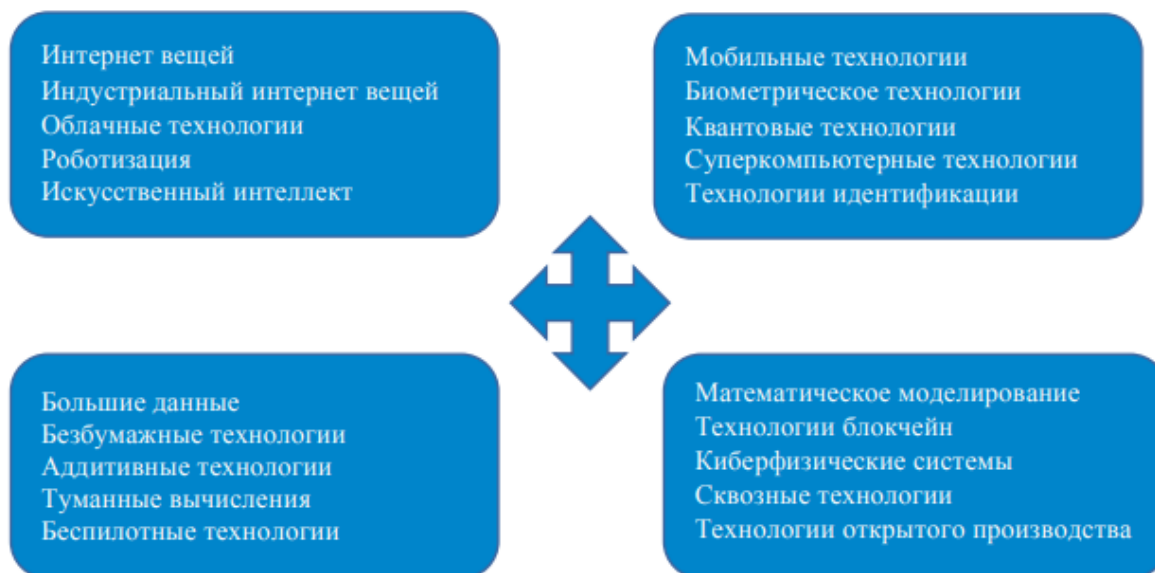 Интернет вещей
Индустриальный интернет вещей
Облачные технологии
Роботизация
Искусственный интеллект
Мобильные технологии
Биометрическое технологии
Квантовые технологии
Суперкомпьютерные технологии
Технологии идентификации
Большие данные
Безбумажные технологии
Аддитивные технологии
Туманные вычисления
Беспилотные технологии
Математическое моделирование
Технологии блокчейн
Киберфизические системы
Сквозные технологии
Технологии открытого производства